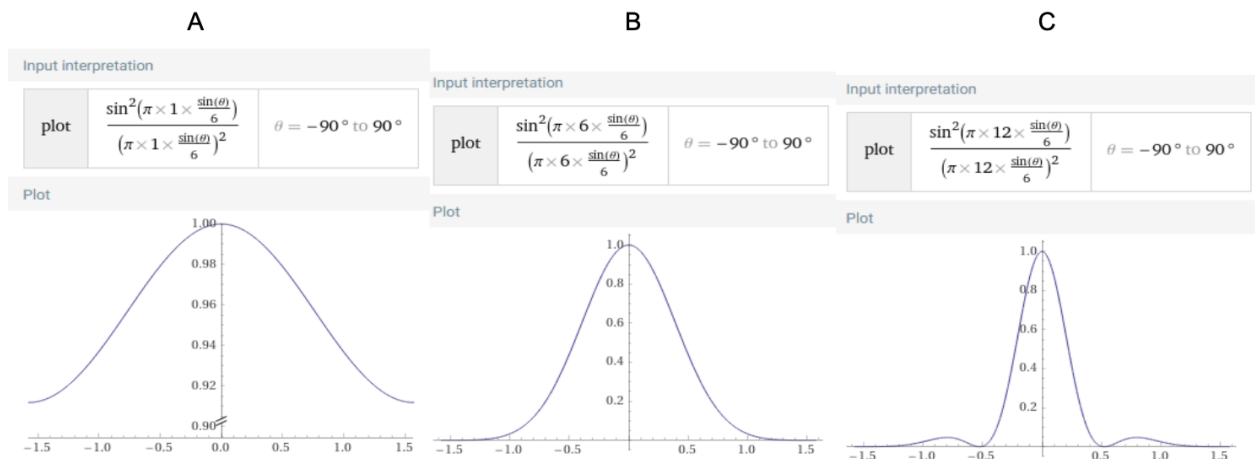 A
Input interpretation
plot
sin²(π × 1 × sin(θ)/6)
(π × 1 × sin(θ)/6)²
θ = −90° to 90°
Plot
1.00
0.98
0.96
0.94
0.92
0.90
−1.5 −1.0 −0.5 0.0 0.5 1.0 1.5
B
Input interpretation
plot
sin²(π × 6 × sin(θ)/6)
(π × 6 × sin(θ)/6)²
θ = −90° to 90°
Plot
1.0
0.8
0.6
0.4
0.2
−1.5 −1.0 −0.5 0.5 1.0 1.5
C
Input interpretation
plot
sin²(π × 12 × sin(θ)/6)
(π × 12 × sin(θ)/6)²
θ = −90° to 90°
Plot
1.0
0.8
0.6
0.4
0.2
−1.5 −1.0 −0.5 0.5 1.0 1.5